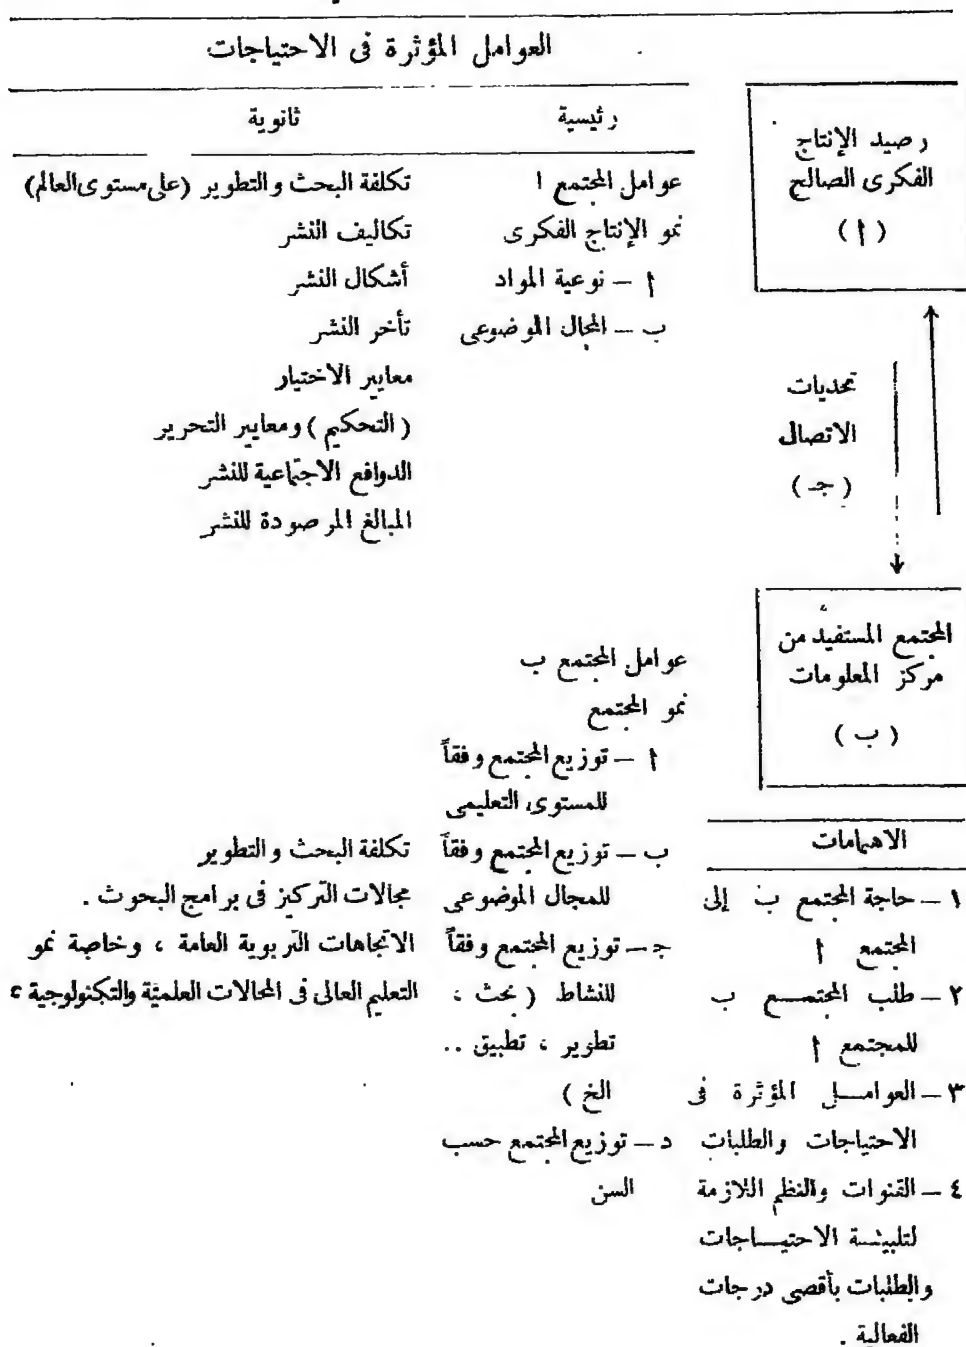 العوامل المؤثرة فى الاحتياجات
رئيسية ثانوية
رصيد الإنتاج
الفكرى الصالح
( أ )
عوامل المجتمع ا تكلفة البحث والتطوير (على مستوى العالم)
نمو الإنتاج الفكرى تكاليف النشر
أ – نوعية المواد أشكال النشر
ب – المجال الموضوعى تأخر النشر
معايير الاختيار
( التحكيم ) ومعايير التحرير
الدوافع الاجتماعية للنشر
المبالغ المرصودة للنشر
تحديات
الاتصال
( جـ )
المجتمع المستفيد من
مركز المعلومات
( ب )
عوامل المجتمع ب
نمو المجتمع
أ – توزيع المجتمع وفقاً
للمستوى التعليمى
ب – توزيع المجتمع وفقاً
للمجال الموضوعى
جـ – توزيع المجتمع وفقاً
للنشاط ( بحث ،
تطوير ، تطبيق ..
الخ )
د – توزيع المجتمع حسب
السن
تكلفة البحث والتطوير
مجالات التركيز فى برامج البحوث .
الاتجاهات التربوية العامة ، وخاصة نمو
التعليم العالى فى المجالات العلمية والتكنولوجية ء
الاهتمامات
١ – حاجة المجتمع ب إلى
المجتمع أ
٢ – طلب المجتمــع ب
للمجتمع أ
٣ – العوامــل المؤثرة فى
الاحتياجات والطلبات
٤ – القنوات والنظم اللازمة
لتلبيــة الاحتيــاجات
والطلبات بأقصى درجات
الفعالية .